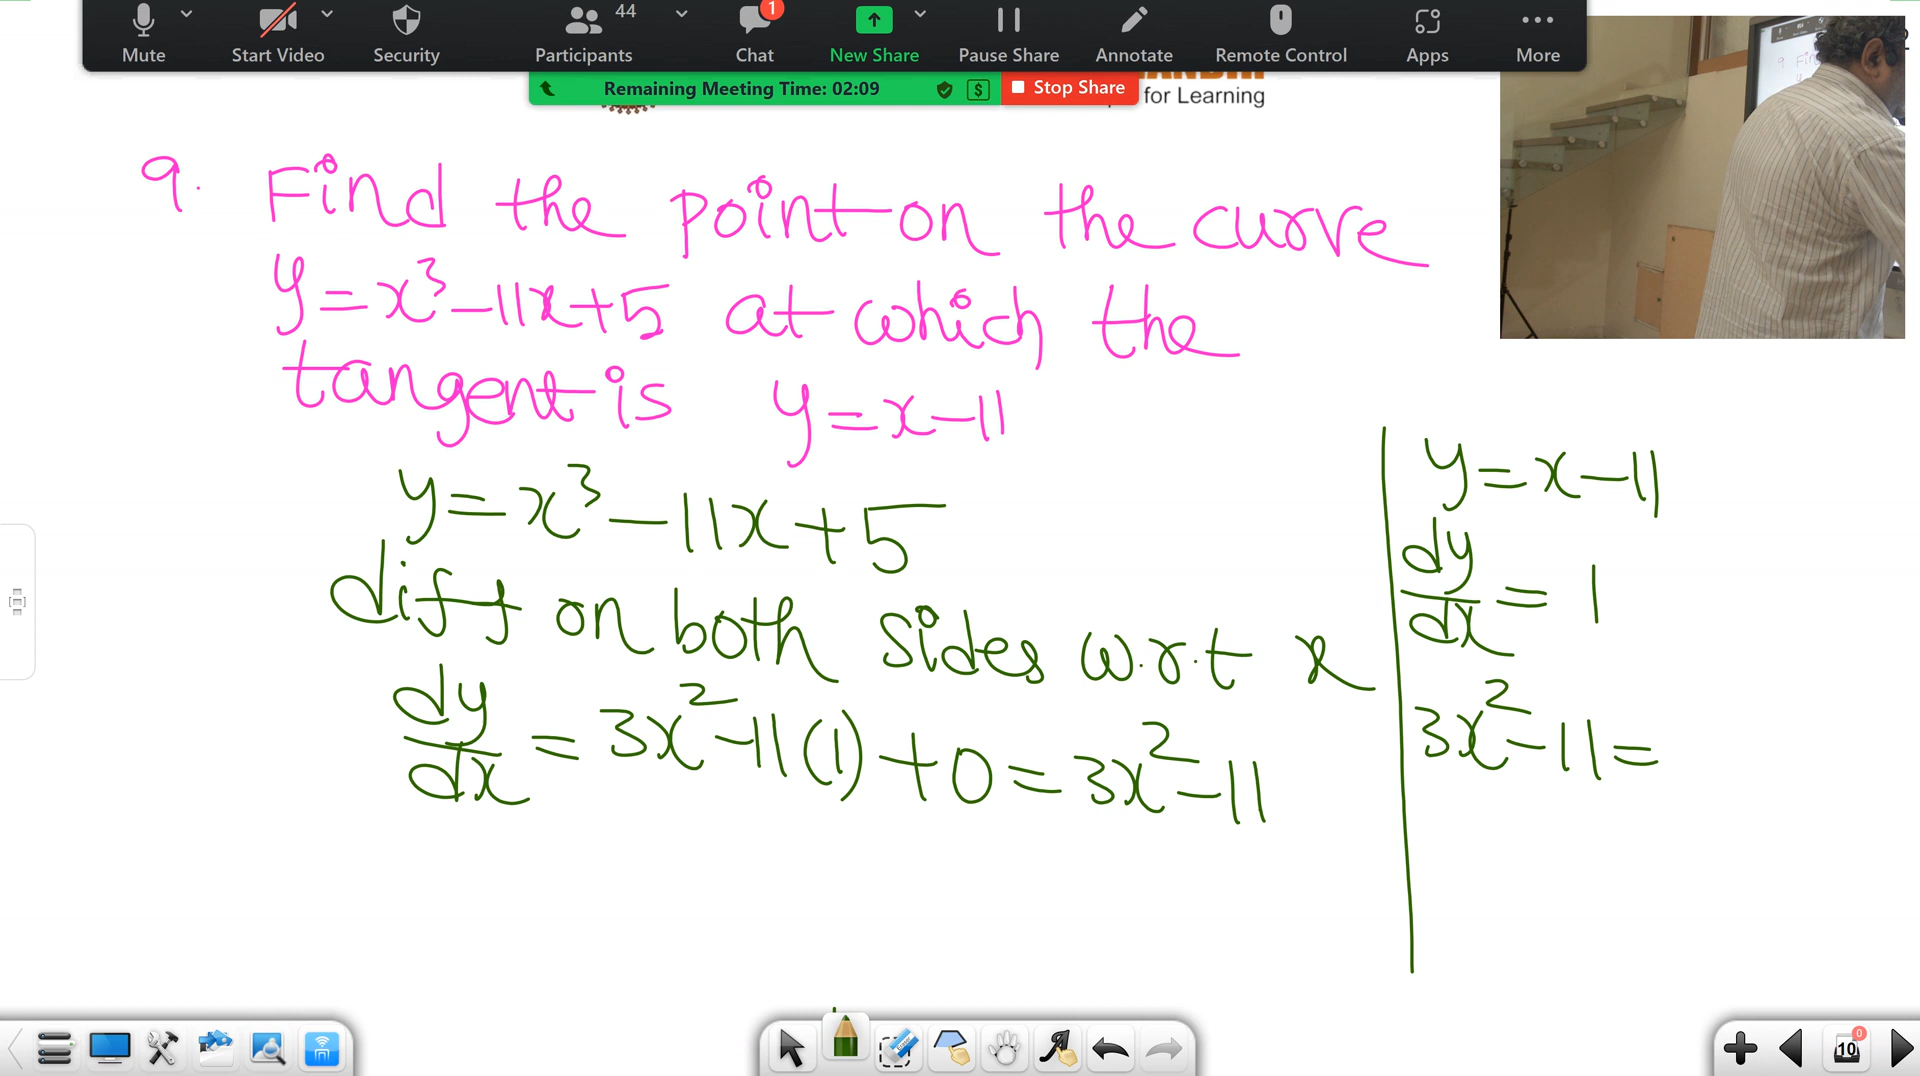 Mute
Start Video
Security
Participants
44
Chat
1
New Share
Pause Share
Annotate
Remote Control
Apps
More
Remaining Meeting Time: 02:09
Stop Share
for Learning
9. Find the point on the curve
y=x³-11x+5 at which the
tangent is y=x-11
y=x³-11x+5
diff on both sides w.r.t x
dy/dx = 3x²-11(1)+0=3x²-11
y=x-11
dy/dx = 1
3x²-11=
10
0